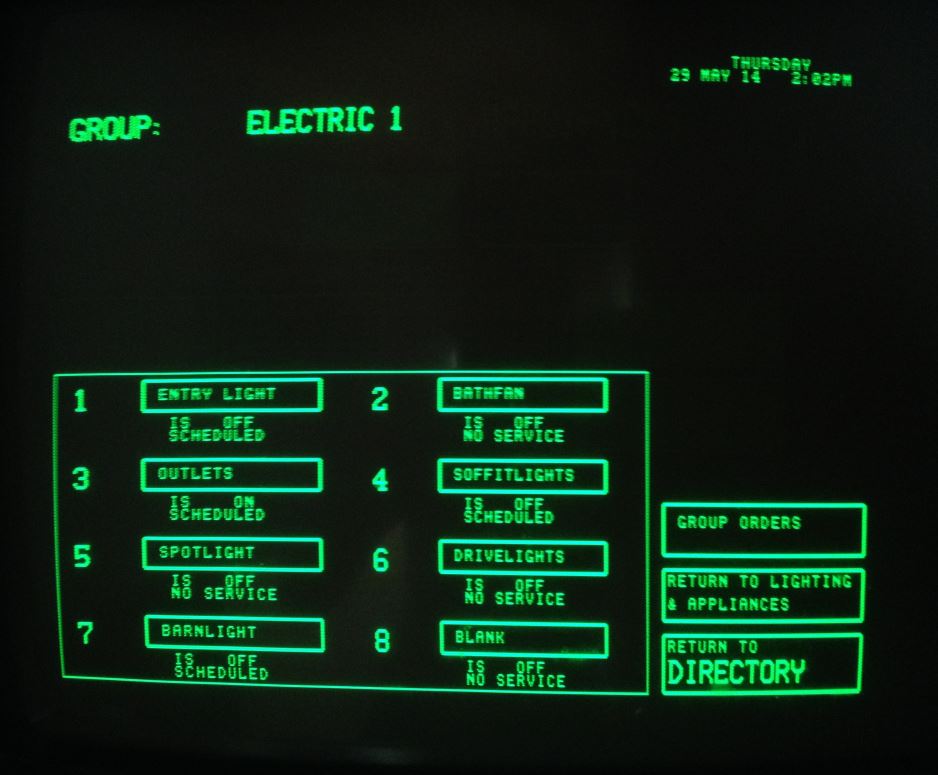 THURSDAY
29 MAY 14 2:02PM
GROUP: ELECTRIC 1
1 ENTRY LIGHT
IS OFF
SCHEDULED
2 BATHFAN
IS OFF
NO SERVICE
3 OUTLETS
IS ON
SCHEDULED
4 SOFFITLIGHTS
IS OFF
SCHEDULED
5 SPOTLIGHT
IS OFF
NO SERVICE
6 DRIVELIGHTS
IS OFF
NO SERVICE
7 BARNLIGHT
IS OFF
SCHEDULED
8 BLANK
IS OFF
NO SERVICE
GROUP ORDERS
RETURN TO LIGHTING
& APPLIANCES
RETURN TO
DIRECTORY